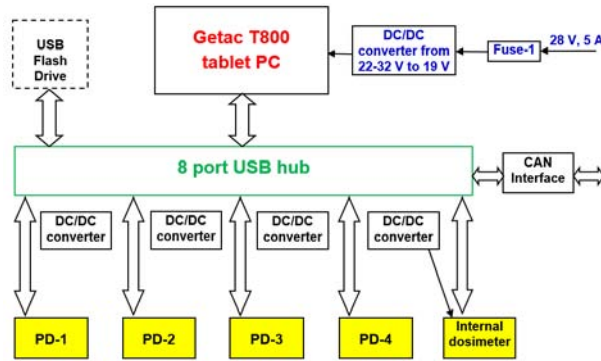 USB
Flash
Drive
Getac T800
tablet PC
DC/DC
converter from
22-32 V to 19 V
Fuse-1
28 V, 5 A
8 port USB hub
CAN
Interface
DC/DC
converter
DC/DC
converter
DC/DC
converter
DC/DC
converter
PD-1
PD-2
PD-3
PD-4
Internal
dosimeter